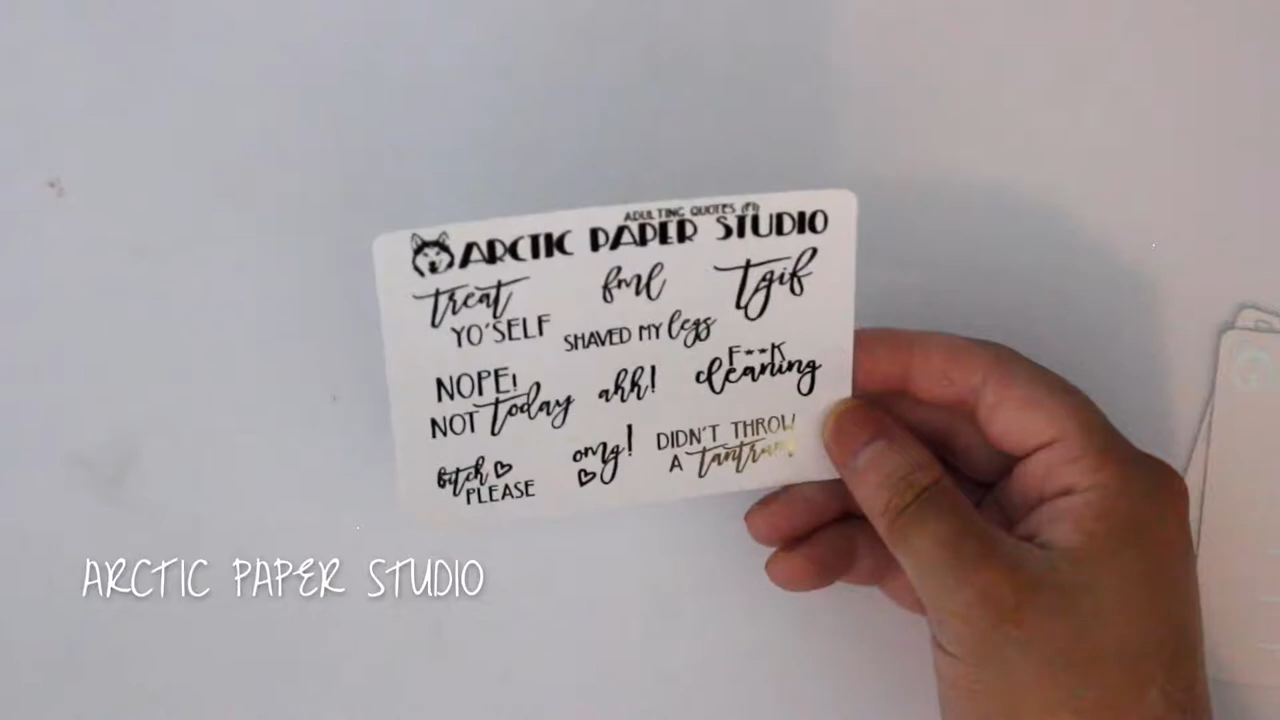 ADULTING QUOTES (F)
ARCTIC PAPER STUDIO
treat
YO'SELF
fml
tgif
SHAVED MY legs
NOPE!
NOT today
ahh!
F**K
cleaning
bitch ♡
PLEASE
omg!
♡
DIDN'T THROW
A tantrum!
ARCTIC PAPER STUDIO